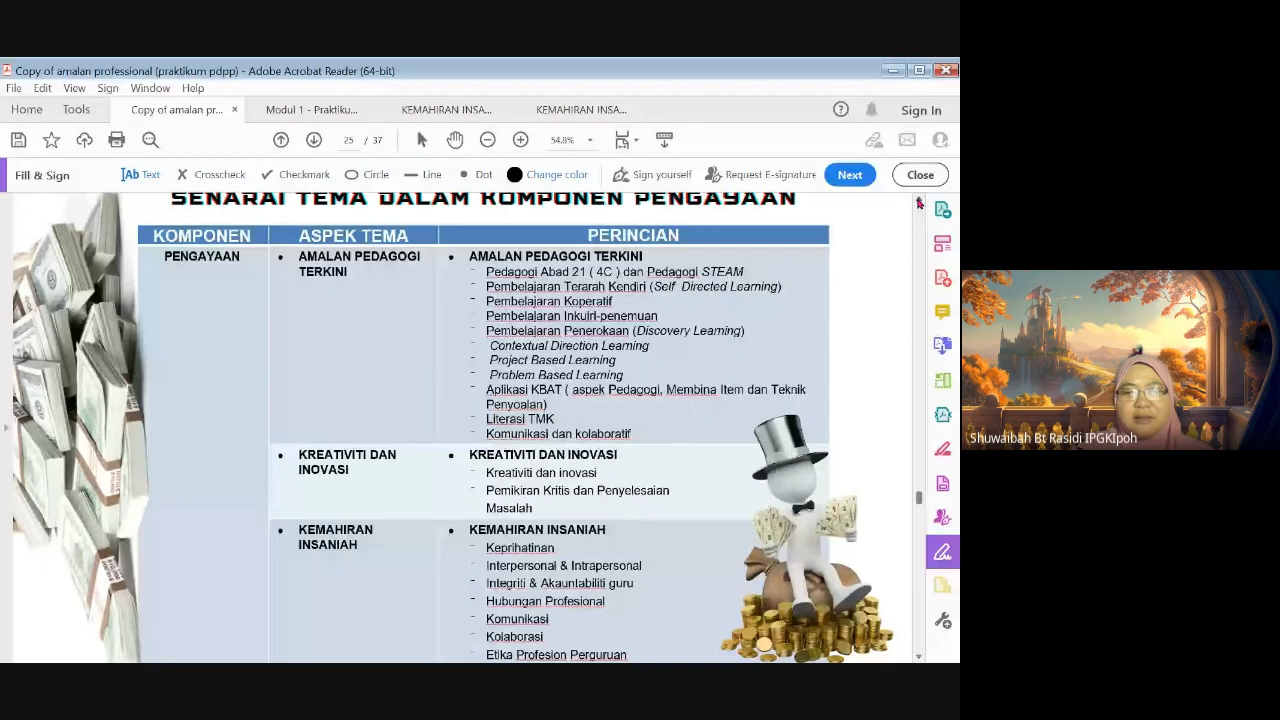 Copy of amalan professional (praktikum pdpp) - Adobe Acrobat Reader (64-bit)
File Edit View Sign Window Help
Home Tools Copy of amalan pr... × Modul 1 - Praktiku... KEMAHIRAN INSA... KEMAHIRAN INSA... Sign In
25 / 37 54.8%
Fill & Sign Ab Text Crosscheck Checkmark Circle Line Dot Change color Sign yourself Request E-signature Next Close
SENARAI TEMA DALAM KOMPONEN PENGAYAAN
KOMPONEN ASPEK TEMA PERINCIAN
PENGAYAAN
• AMALAN PEDAGOGI
TERKINI
• AMALAN PEDAGOGI TERKINI
- Pedagogi Abad 21 ( 4C ) dan Pedagogi STEAM
- Pembelajaran Terarah Kendiri (Self Directed Learning)
- Pembelajaran Koperatif
- Pembelajaran Inkuiri-penemuan
- Pembelajaran Penerokaan (Discovery Learning)
- Contextual Direction Learning
- Project Based Learning
- Problem Based Learning
- Aplikasi KBAT ( aspek Pedagogi, Membina Item dan Teknik
Penyoalan)
- Literasi TMK
- Komunikasi dan kolaboratif
• KREATIVITI DAN
INOVASI
• KREATIVITI DAN INOVASI
- Kreativiti dan inovasi
- Pemikiran Kritis dan Penyelesaian
Masalah
• KEMAHIRAN
INSANIAH
• KEMAHIRAN INSANIAH
- Keprihatinan
- Interpersonal & Intrapersonal
- Integriti & Akauntabiliti guru
- Hubungan Profesional
- Komunikasi
- Kolaborasi
- Etika Profesion Perguruan
Shuwaibah Bt Rasidi IPGKIpoh